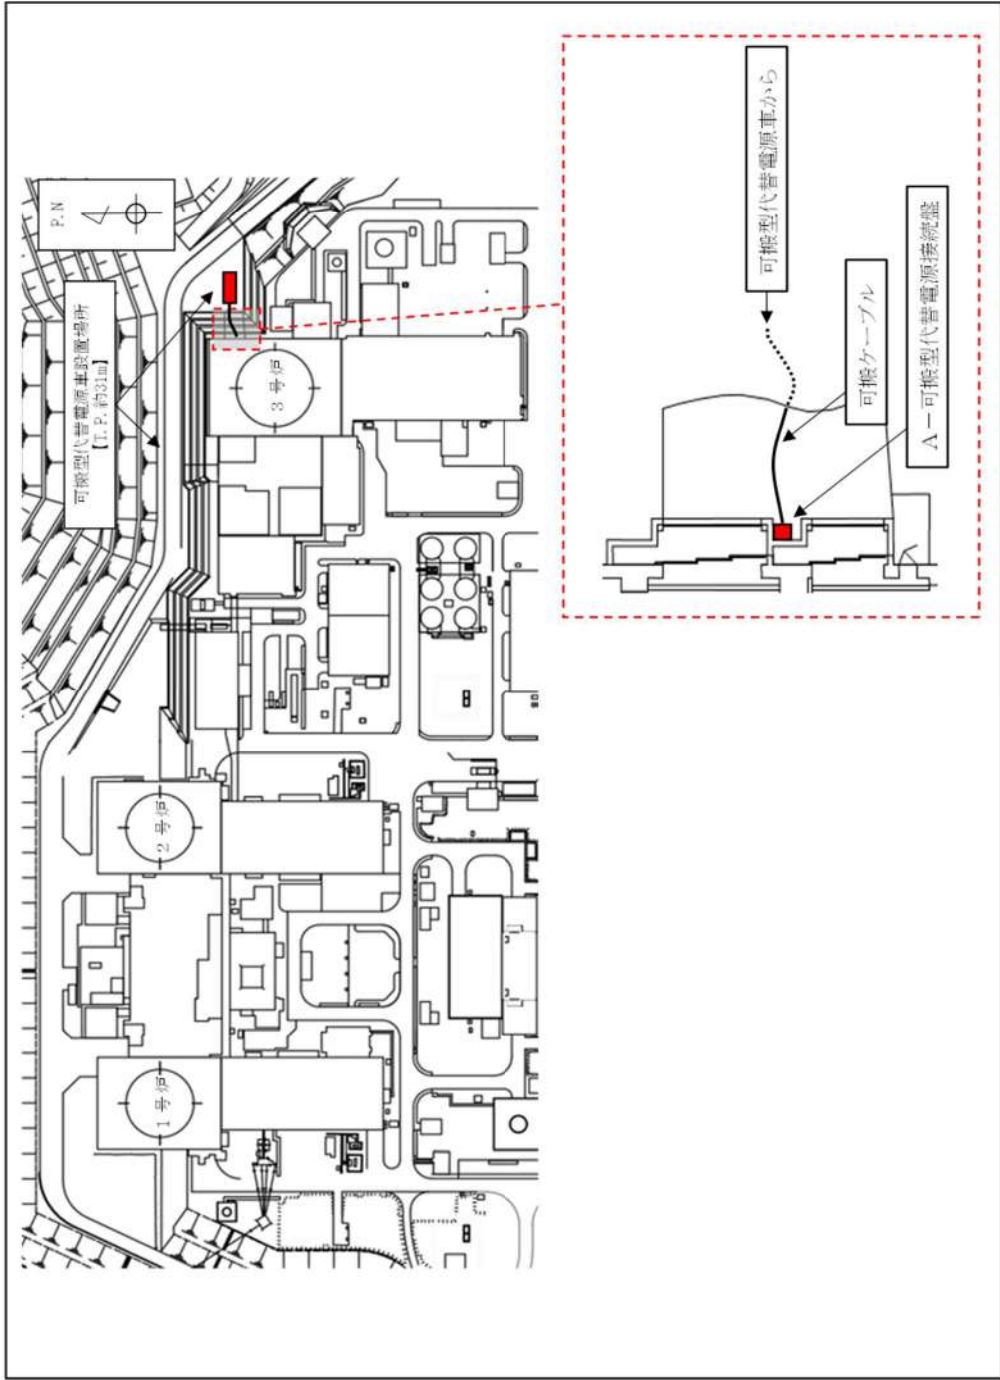 P.N
可搬型代替電源車設置場所
【T.P.約31m】
3号炉
2号炉
1号炉
可搬型代替電源車から
可搬ケーブル
A－可搬型代替電源接続盤